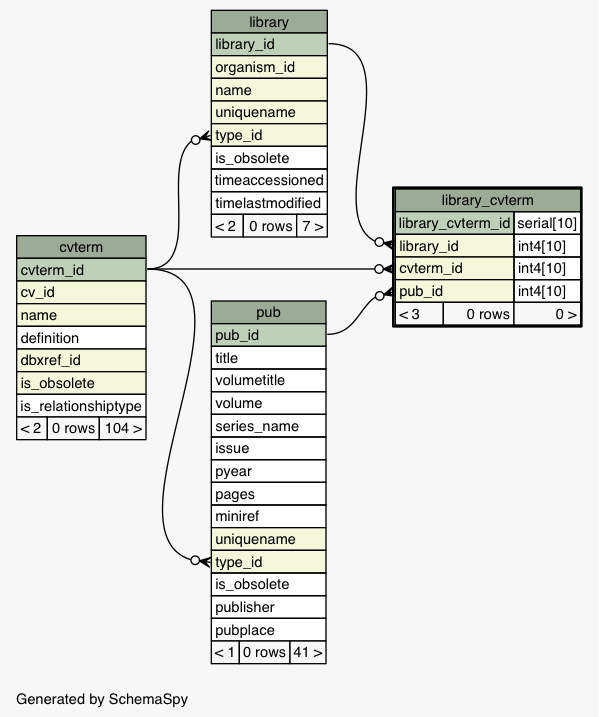 library
library_id
organism_id
name
uniquename
type_id
is_obsolete
timeaccessioned
timelastmodified
< 2 0 rows 7 >
library_cvterm
library_cvterm_id serial[10]
library_id int4[10]
cvterm_id int4[10]
pub_id int4[10]
< 3 0 rows 0 >
cvterm
cvterm_id
cv_id
name
definition
dbxref_id
is_obsolete
is_relationshiptype
< 2 0 rows 104 >
pub
pub_id
title
volumetitle
volume
series_name
issue
pyear
pages
miniref
uniquename
type_id
is_obsolete
publisher
pubplace
< 1 0 rows 41 >
Generated by SchemaSpy